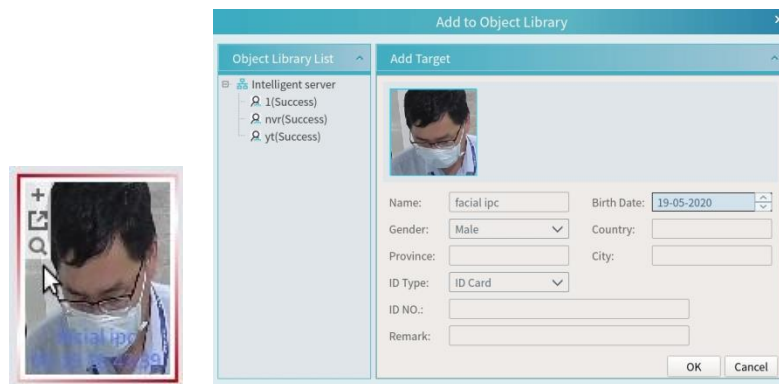 facial ipc
Add to Object Library
Object Library List
Add Target
Intelligent server
1(Success)
nvr(Success)
yt(Success)
Name: facial ipc
Birth Date: 19-05-2020
Gender: Male
Country:
Province:
City:
ID Type: ID Card
ID NO.:
Remark:
OK
Cancel